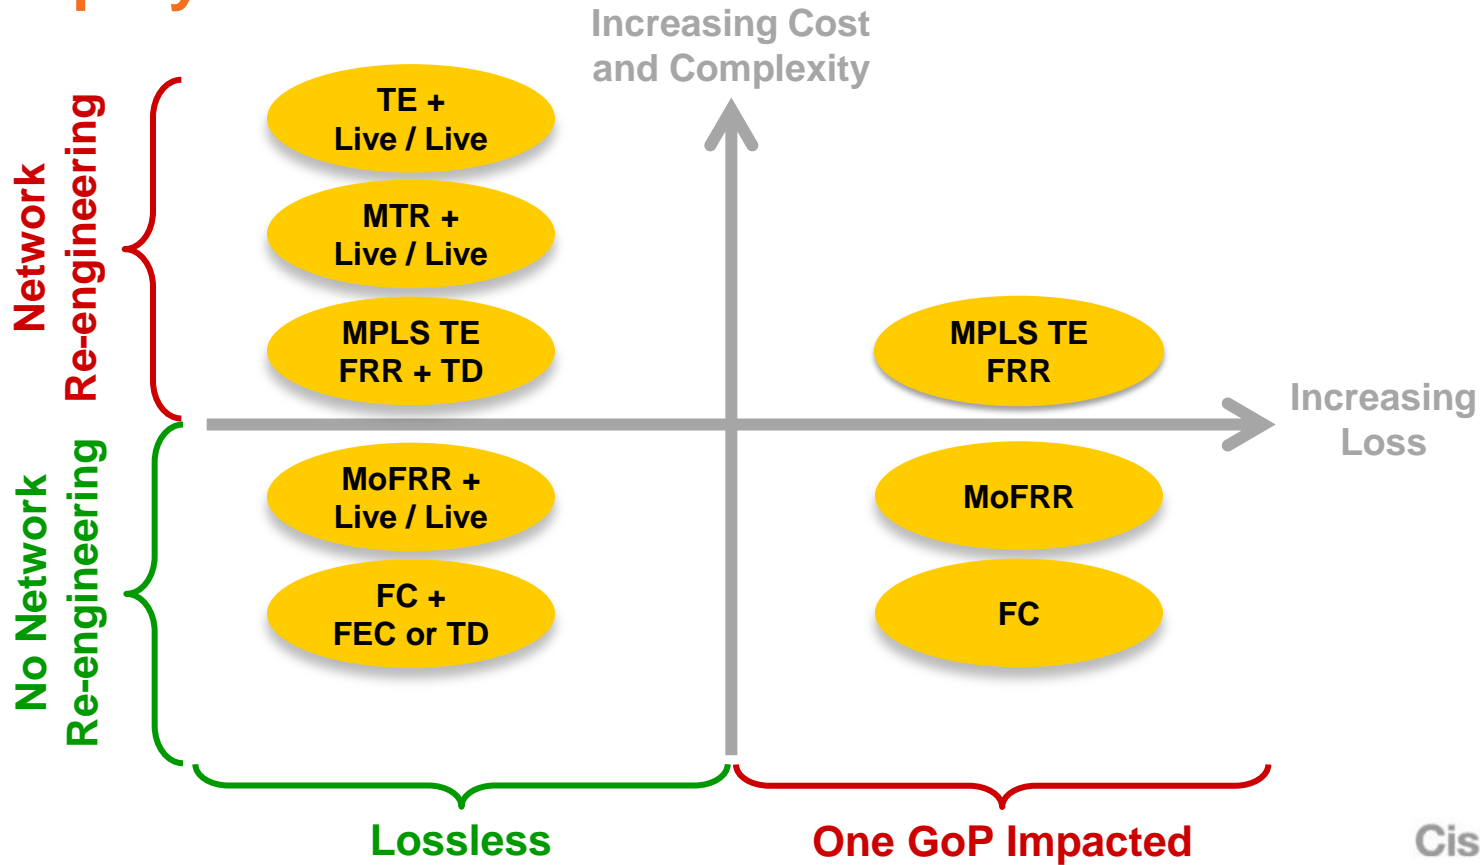 Increasing Cost
and Complexity
Network
Re-engineering
TE +
Live / Live
MTR +
Live / Live
MPLS TE
FRR + TD
MPLS TE
FRR
Increasing
Loss
No Network
Re-engineering
MoFRR +
Live / Live
MoFRR
FC +
FEC or TD
FC
Lossless
One GoP Impacted
Cis